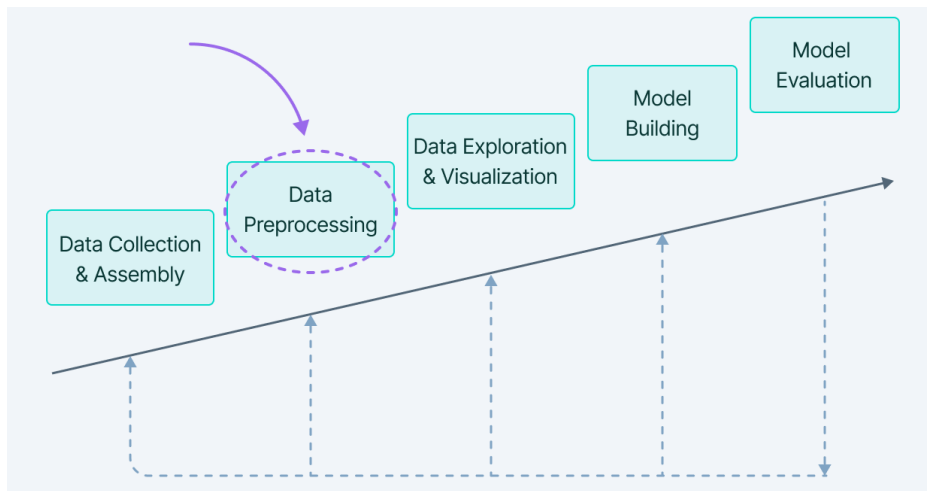 Data Collection
& Assembly
Data
Preprocessing
Data Exploration
& Visualization
Model
Building
Model
Evaluation